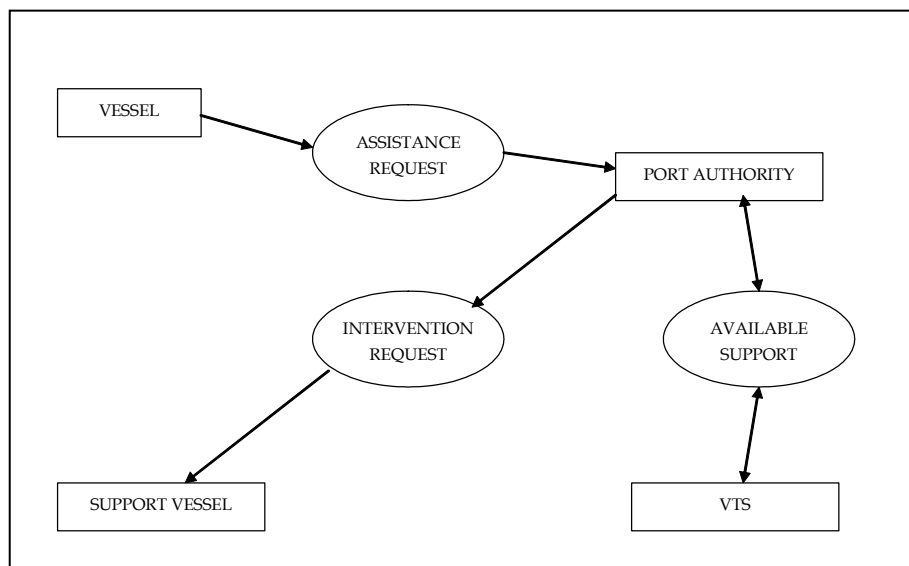 VESSEL
ASSISTANCE
REQUEST
PORT AUTHORITY
INTERVENTION
REQUEST
AVAILABLE
SUPPORT
SUPPORT VESSEL
VTS